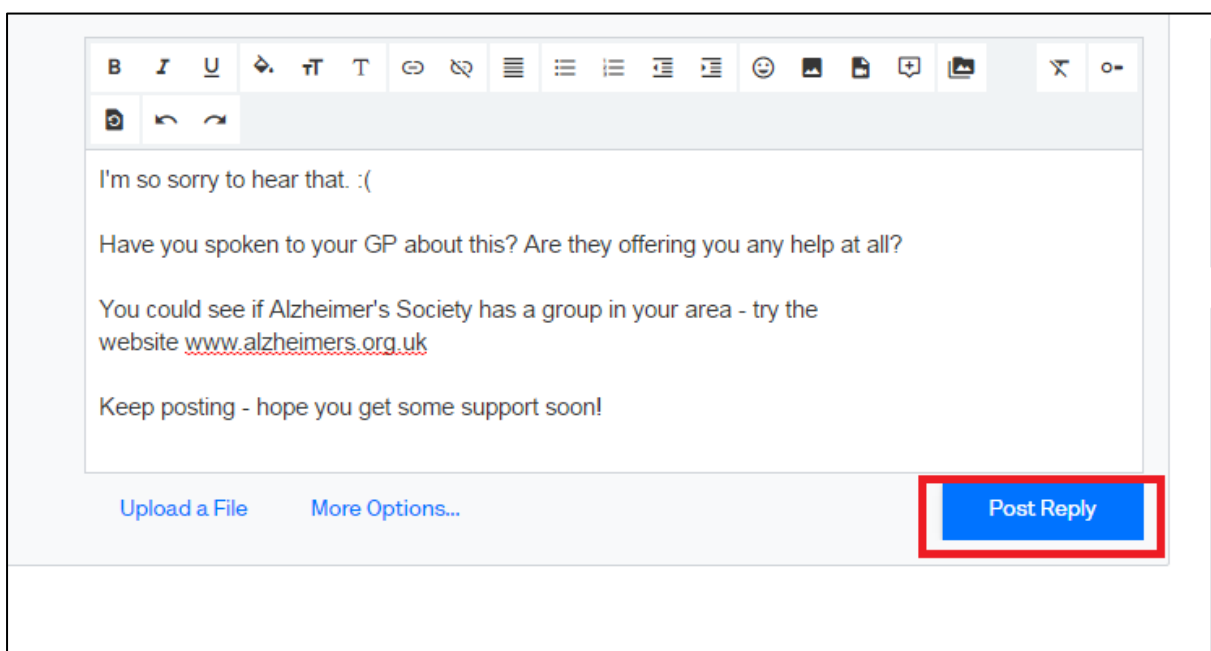 B I U T T
I'm so sorry to hear that. :(
Have you spoken to your GP about this? Are they offering you any help at all?
You could see if Alzheimer's Society has a group in your area - try the
website www.alzheimers.org.uk
Keep posting - hope you get some support soon!
Upload a File More Options... Post Reply